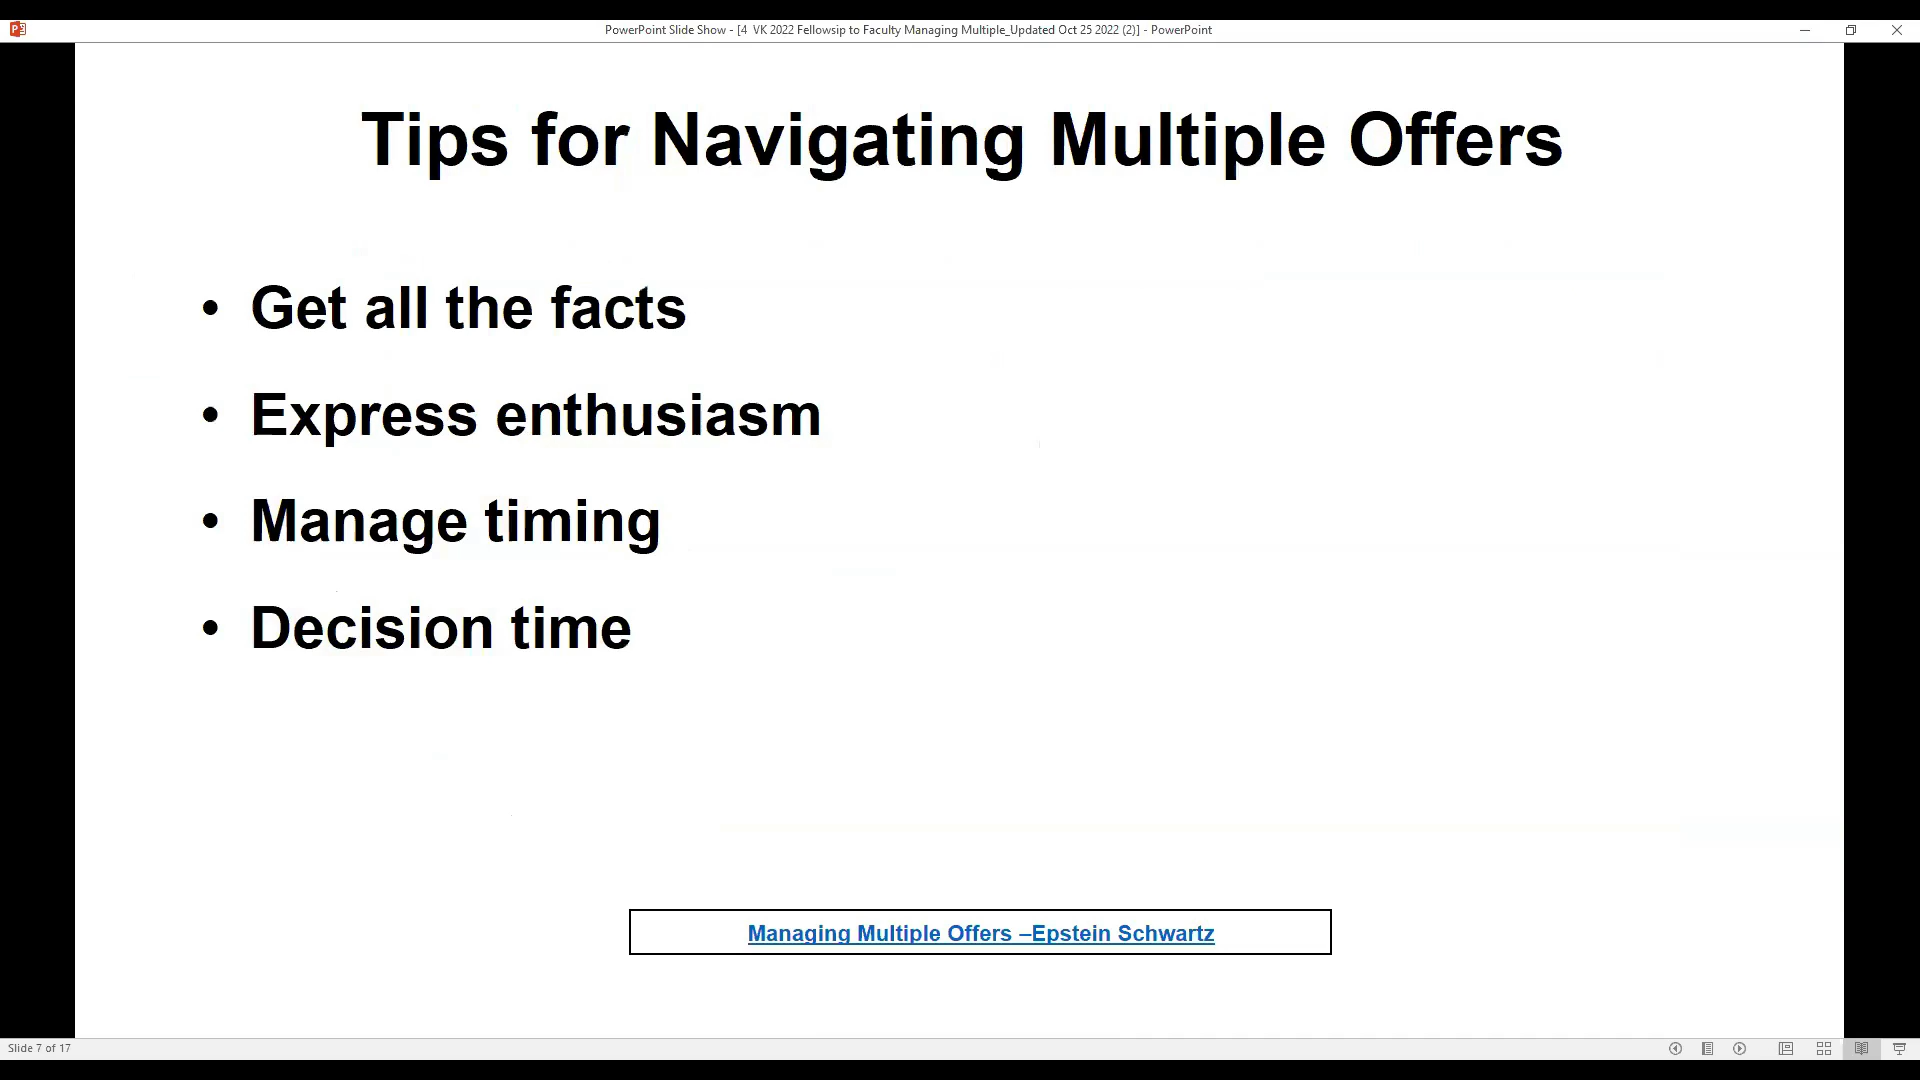 PowerPoint Slide Show - [4  VK 2022 Fellowsip to Faculty Managing Multiple_Updated Oct 25 2022 (2)] - PowerPoint
Tips for Navigating Multiple Offers
• Get all the facts
• Express enthusiasm
• Manage timing
• Decision time
Managing Multiple Offers –Epstein Schwartz
Slide 7 of 17